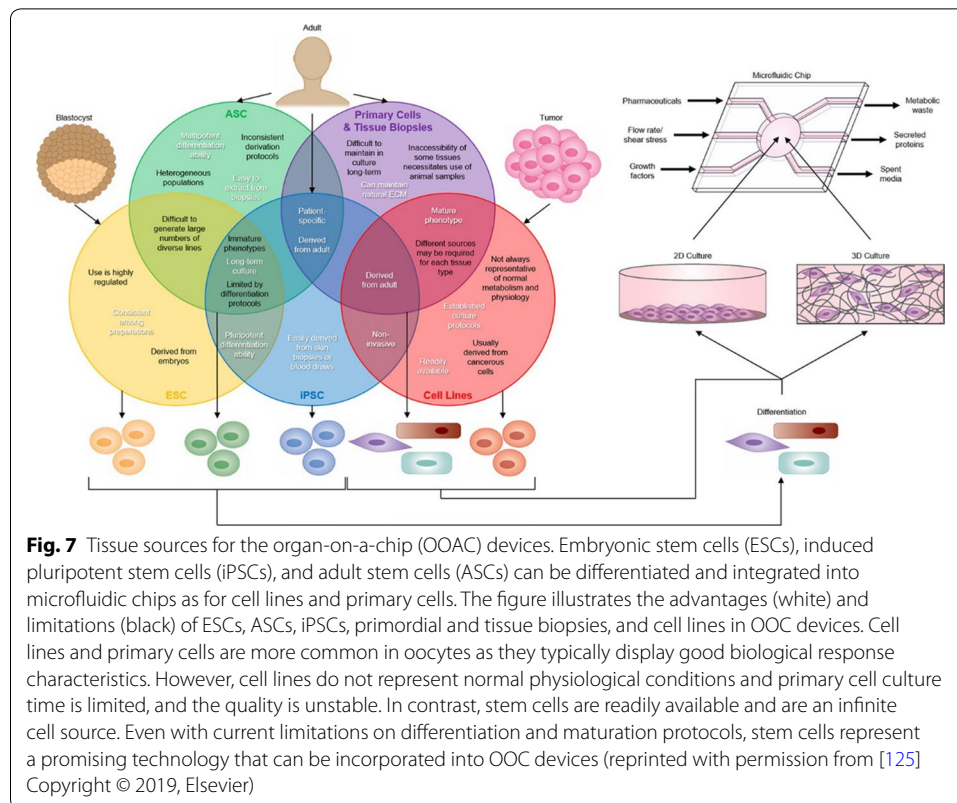 Adult
Blastocyst
ASC
Multipotent
differentiation
ability
Inconsistent
derivation
protocols
Heterogeneous
populations
Easy to
extract from
biopsies
Primary Cells
& Tissue Biopsies
Difficult to
maintain in
culture
long-term
Inaccessibility of
some tissues
necessitates use of
animal samples
Can maintain
natural ECM
Tumor
Difficult to
generate large
numbers of
diverse lines
Immature
phenotypes
Long-term
culture
Limited by
differentiation
protocols
Patient-
specific
Derived
from adult
Mature
phenotype
Different sources
may be required
for each tissue
type
Use is highly
regulated
Consistent
among
preparations
Derived from
embryos
Pluripotent
differentiation
ability
Easily derived
from skin
biopsies or
blood draws
Derived
from adult
Non-
invasive
Not always
representative
of normal
metabolism and
physiology
Established
culture
protocols
Readily
available
Usually
derived from
cancerous
cells
ESC
iPSC
Cell Lines
Microfluidic Chip
Pharmaceuticals
Flow rate/
shear stress
Growth
factors
Metabolic
waste
Secreted
proteins
Spent
media
2D Culture
3D Culture
Differentiation
Fig. 7 Tissue sources for the organ-on-a-chip (OOAC) devices. Embryonic stem cells (ESCs), induced
pluripotent stem cells (iPSCs), and adult stem cells (ASCs) can be differentiated and integrated into
microfluidic chips as for cell lines and primary cells. The figure illustrates the advantages (white) and
limitations (black) of ESCs, ASCs, iPSCs, primordial and tissue biopsies, and cell lines in OOC devices. Cell
lines and primary cells are more common in oocytes as they typically display good biological response
characteristics. However, cell lines do not represent normal physiological conditions and primary cell culture
time is limited, and the quality is unstable. In contrast, stem cells are readily available and are an infinite
cell source. Even with current limitations on differentiation and maturation protocols, stem cells represent
a promising technology that can be incorporated into OOC devices (reprinted with permission from [125]
Copyright © 2019, Elsevier)